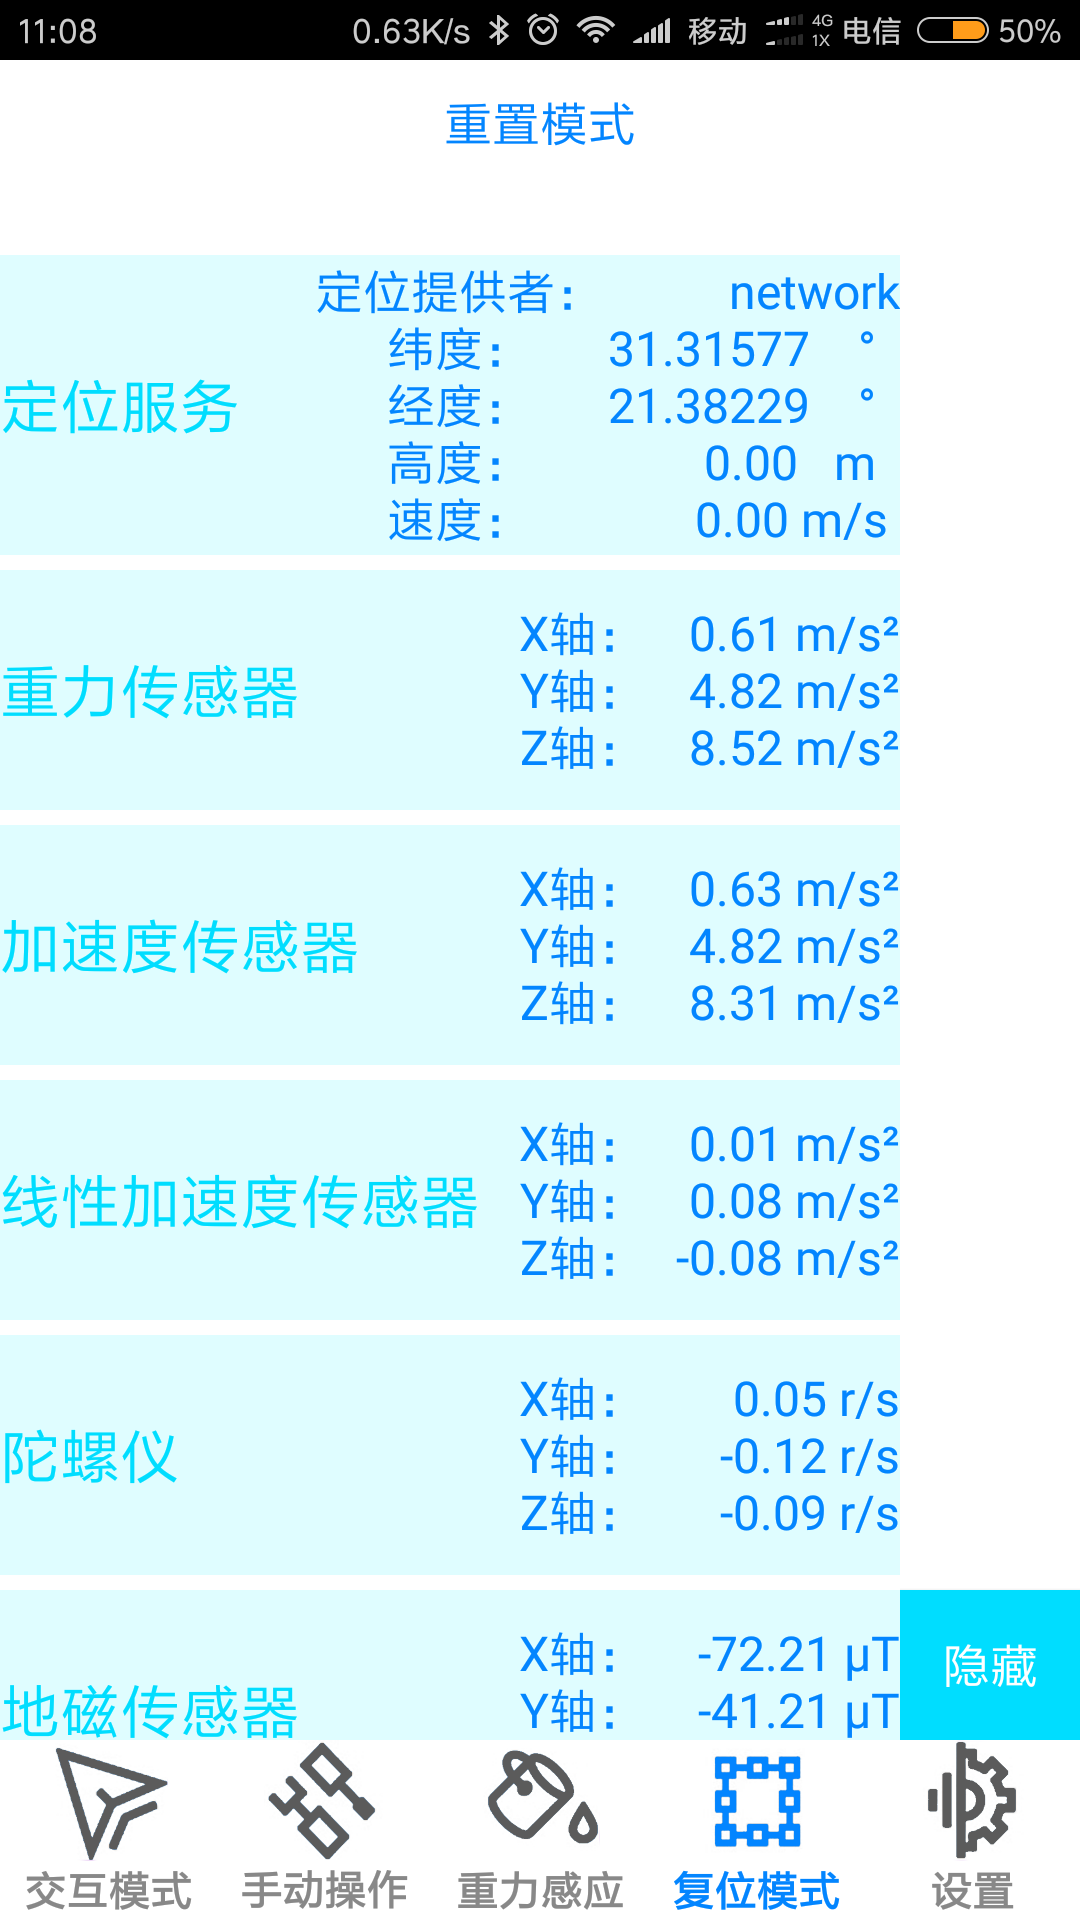 11:08 0.63K/s 移动 4G 1X 电信 50%
重置模式
定位服务
定位提供者: network
纬度: 31.31577 °
经度: 21.38229 °
高度: 0.00 m
速度: 0.00 m/s
重力传感器
X轴: 0.61 m/s²
Y轴: 4.82 m/s²
Z轴: 8.52 m/s²
加速度传感器
X轴: 0.63 m/s²
Y轴: 4.82 m/s²
Z轴: 8.31 m/s²
线性加速度传感器
X轴: 0.01 m/s²
Y轴: 0.08 m/s²
Z轴: -0.08 m/s²
陀螺仪
X轴: 0.05 r/s
Y轴: -0.12 r/s
Z轴: -0.09 r/s
地磁传感器
X轴: -72.21 μT
Y轴: -41.21 μT
隐藏
交互模式 手动操作 重力感应 复位模式 设置